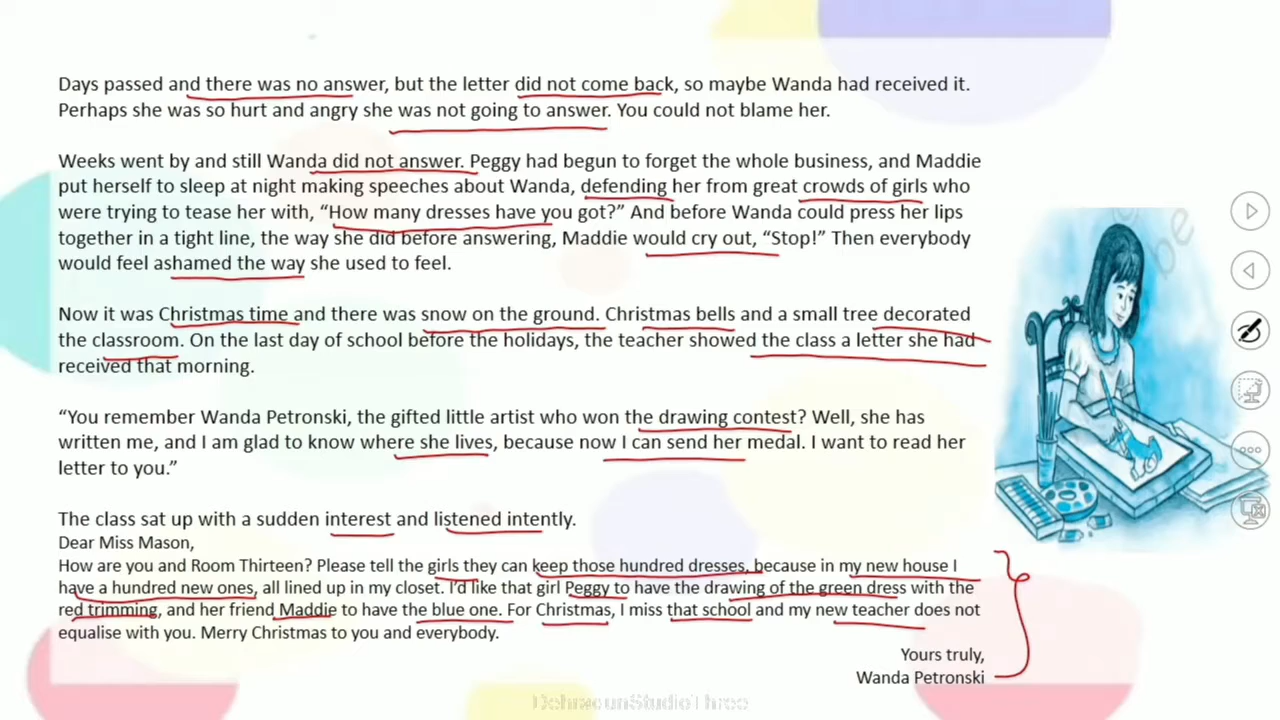 Days passed and there was no answer, but the letter did not come back, so maybe Wanda had received it.
Perhaps she was so hurt and angry she was not going to answer. You could not blame her.
Weeks went by and still Wanda did not answer. Peggy had begun to forget the whole business, and Maddie
put herself to sleep at night making speeches about Wanda, defending her from great crowds of girls who
were trying to tease her with, “How many dresses have you got?” And before Wanda could press her lips
together in a tight line, the way she did before answering, Maddie would cry out, “Stop!” Then everybody
would feel ashamed the way she used to feel.
Now it was Christmas time and there was snow on the ground. Christmas bells and a small tree decorated
the classroom. On the last day of school before the holidays, the teacher showed the class a letter she had
received that morning.
“You remember Wanda Petronski, the gifted little artist who won the drawing contest? Well, she has
written me, and I am glad to know where she lives, because now I can send her medal. I want to read her
letter to you.”
The class sat up with a sudden interest and listened intently.
Dear Miss Mason,
How are you and Room Thirteen? Please tell the girls they can keep those hundred dresses, because in my new house I
have a hundred new ones, all lined up in my closet. I’d like that girl Peggy to have the drawing of the green dress with the
red trimming, and her friend Maddie to have the blue one. For Christmas, I miss that school and my new teacher does not
equalise with you. Merry Christmas to you and everybody.
Yours truly,
Wanda Petronski
be
DehradunStudioThree